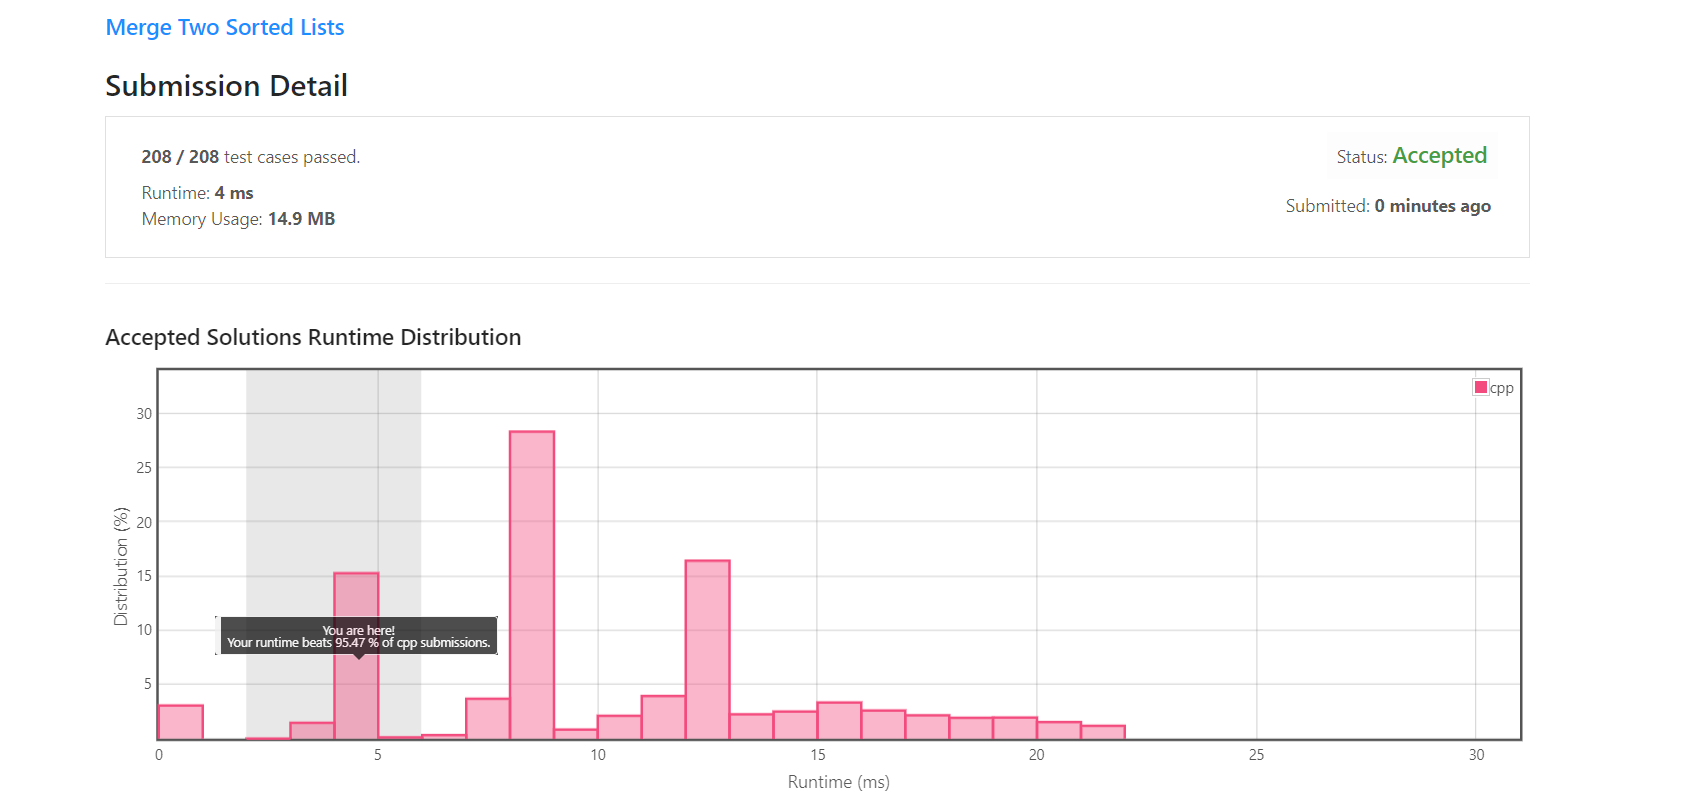 Merge Two Sorted Lists
Submission Detail
208 / 208 test cases passed.
Status: Accepted
Runtime: 4 ms
Submitted: 0 minutes ago
Memory Usage: 14.9 MB
Accepted Solutions Runtime Distribution
cpp
30
25
20
15
10
5
Distribution (%)
You are here!
Your runtime beats 95.47 % of cpp submissions.
0 5 10 15 20 25 30
Runtime (ms)